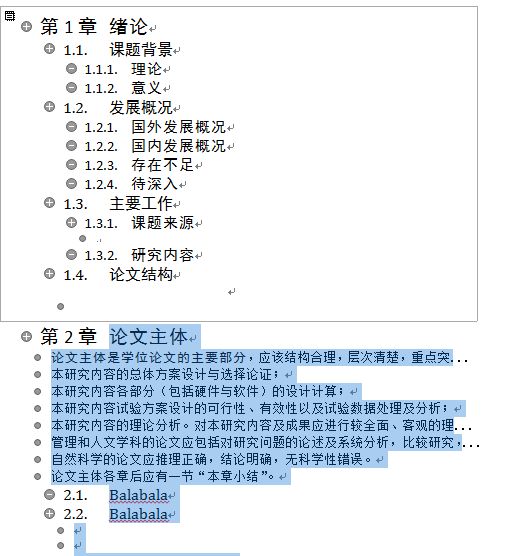 第 1 章 绪论
1.1. 课题背景
1.1.1. 理论
1.1.2. 意义
1.2. 发展概况
1.2.1. 国外发展概况
1.2.2. 国内发展概况
1.2.3. 存在不足
1.2.4. 待深入
1.3. 主要工作
1.3.1. 课题来源
1.3.2. 研究内容
1.4. 论文结构
第 2 章 论文主体
论文主体是学位论文的主要部分，应该结构合理，层次清楚，重点突...
本研究内容的总体方案设计与选择论证；
本研究内容各部分（包括硬件与软件）的设计计算；
本研究内容试验方案设计的可行性、有效性以及试验数据处理及分析；
本研究内容的理论分析。对本研究内容及成果应进行较全面、客观的理...
管理和人文学科的论文应包括对研究问题的论述及系统分析，比较研究，...
自然科学的论文应推理正确，结论明确，无科学性错误。
论文主体各章后应有一节“本章小结”。
2.1. Balabala
2.2. Balabala